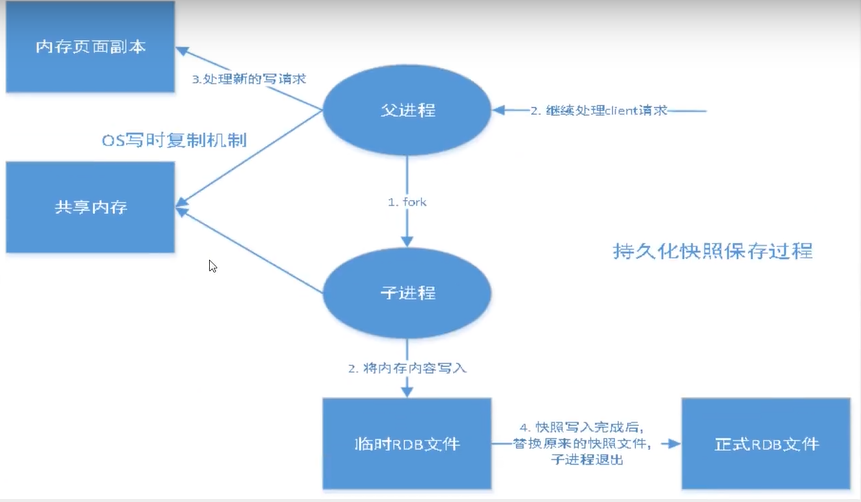 内存页面副本
3.处理新的写请求
父进程
2. 继续处理client请求
OS写时复制机制
共享内存
1. fork
持久化快照保存过程
子进程
2. 将内存内容写入
临时RDB文件
4. 快照写入完成后,
替换原来的快照文件,
子进程退出
正式RDB文件